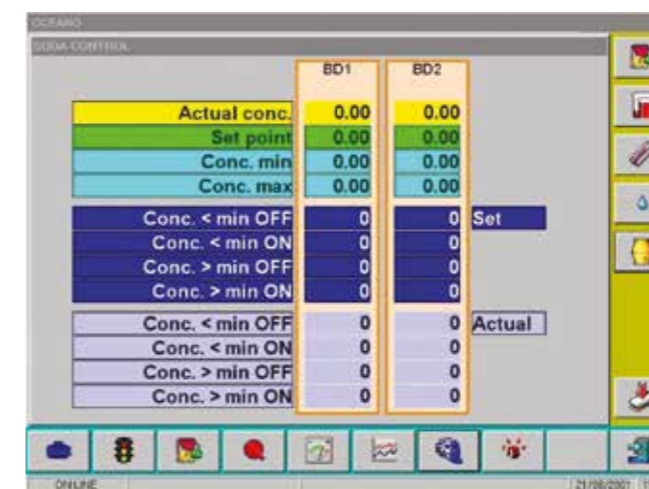 OCEANO
SODA CONTROL
BD1 BD2
Actual conc. 0.00 0.00
Set point 0.00 0.00
Conc. min 0.00 0.00
Conc. max 0.00 0.00
Conc. < min OFF 0 0 Set
Conc. < min ON 0 0
Conc. > min OFF 0 0
Conc. > min ON 0 0
Conc. < min OFF 0 0 Actual
Conc. < min ON 0 0
Conc. > min OFF 0 0
Conc. > min ON 0 0
ONLINE 21/08/2001